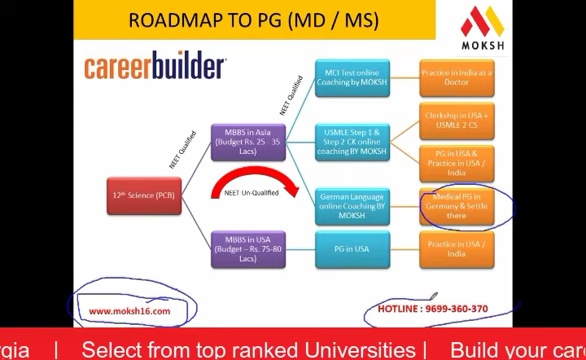 ROADMAP TO PG (MD / MS)
MOKSH
careerbuilder
NEET Qualified
NEET Qualified
MCI Test online
Coaching by MOKSH
Practice in India as a
Doctor
MBBS in Asia
(Budget Rs. 25 - 35
Lacs)
USMLE Step 1 &
Step 2 CK online
coaching BY MOKSH
Clerkship in USA +
USMLE 2 CS
PG in USA &
Practice in USA /
India
12th Science (PCB)
NEET Un-Qualified
German Language
online Coaching BY
MOKSH
Medical PG in
Germany & Settle
there
MBBS in USA
(Budget – Rs. 75-80
Lacs)
PG in USA
Practice in USA /
India
www.moksh16.com
HOTLINE : 9699-360-370
rgia | Select from top ranked Universities | Build your care